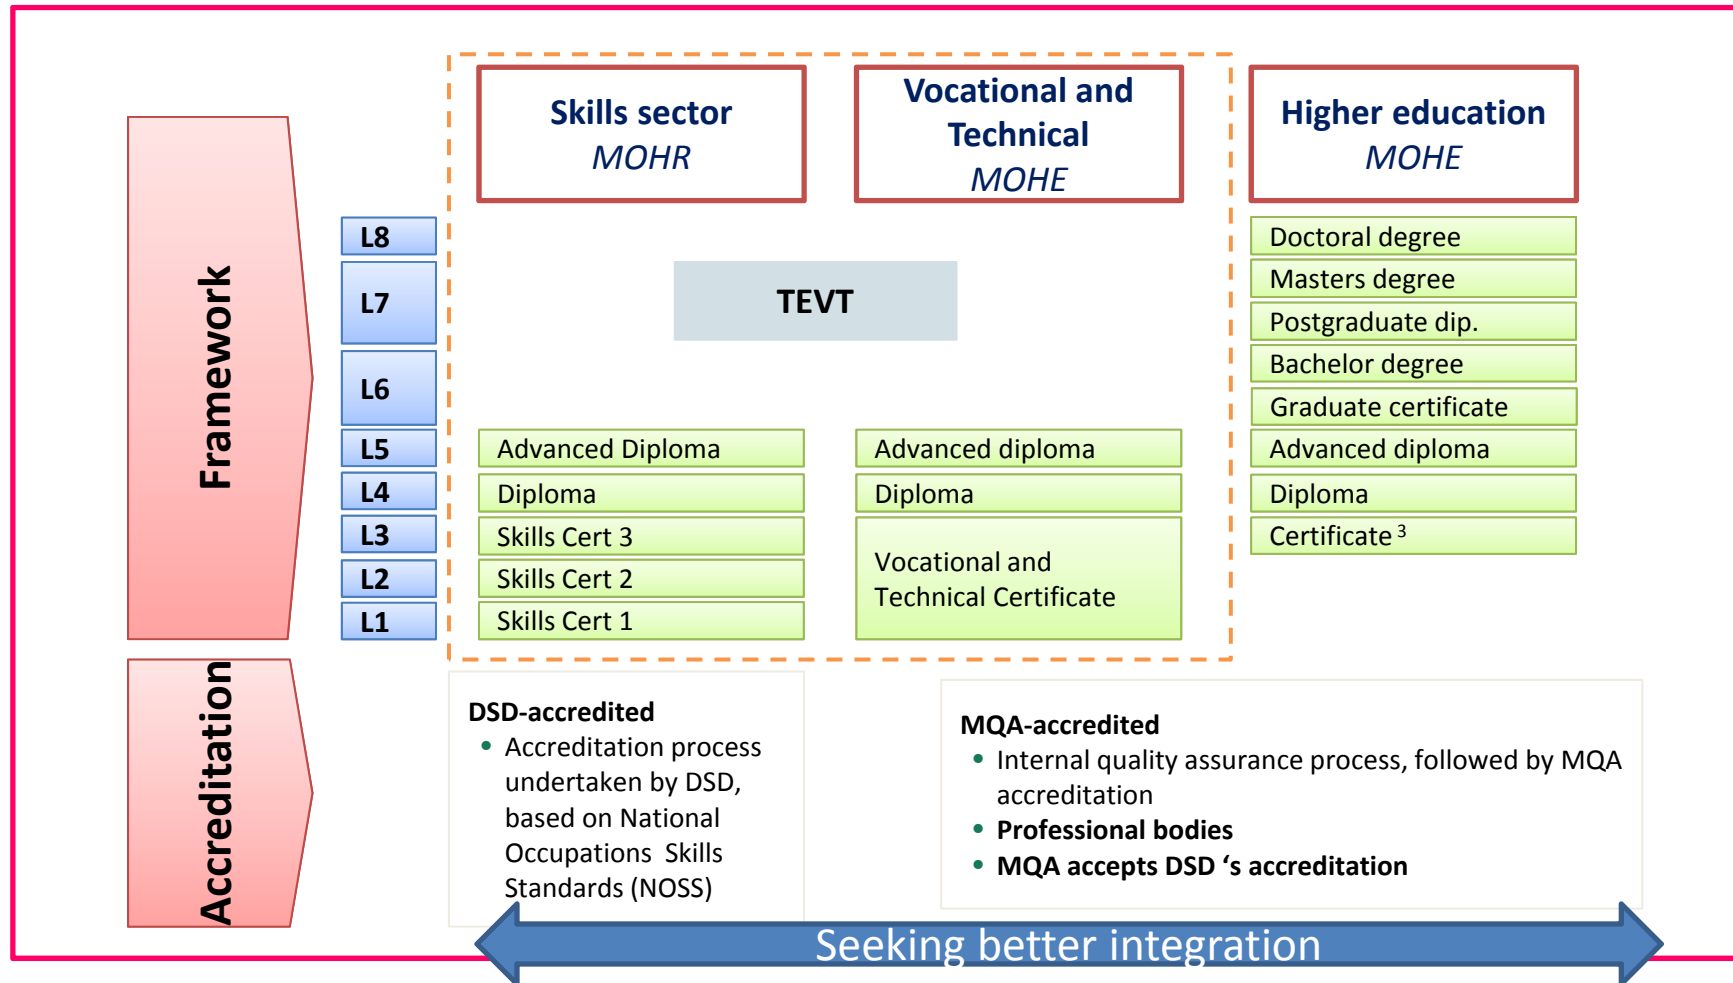 Skills sector
MOHR
Vocational and
Technical
MOHE
Higher education
MOHE
Framework
L8
L7
L6
L5
L4
L3
L2
L1
TEVT
Advanced Diploma
Diploma
Skills Cert 3
Skills Cert 2
Skills Cert 1
Advanced diploma
Diploma
Vocational and
Technical Certificate
Doctoral degree
Masters degree
Postgraduate dip.
Bachelor degree
Graduate certificate
Advanced diploma
Diploma
Certificate 3
Accreditation
DSD-accredited
• Accreditation process
undertaken by DSD,
based on National
Occupations Skills
Standards (NOSS)
MQA-accredited
• Internal quality assurance process, followed by MQA
accreditation
• Professional bodies
• MQA accepts DSD ‘s accreditation
Seeking better integration